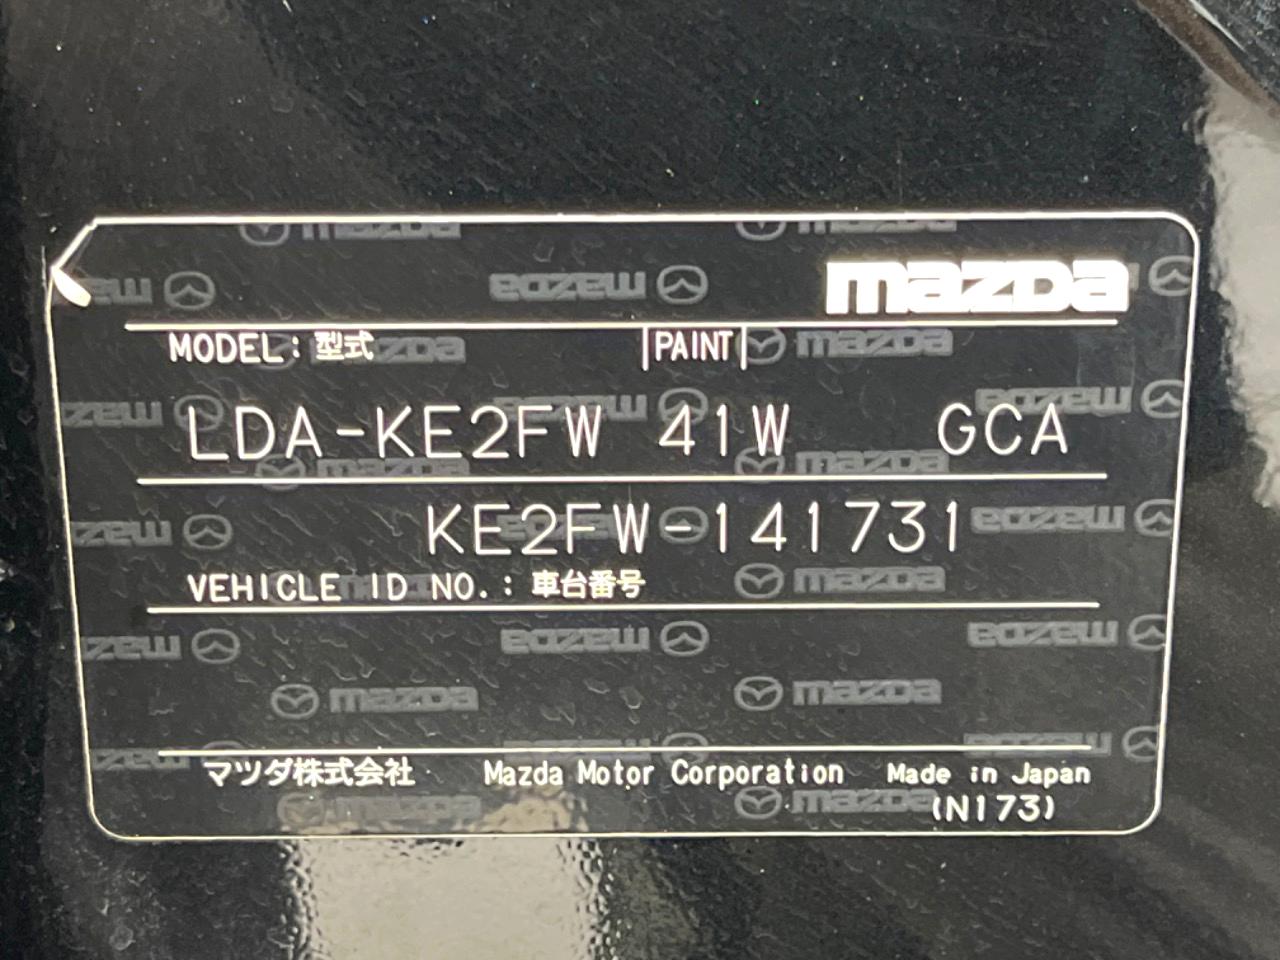 mazda
MODEL: 型式 PAINT
LDA-KE2FW 41W GCA
KE2FW-141731
VEHICLE ID NO.: 車台番号
マツダ株式会社 Mazda Motor Corporation Made in Japan
(N173)